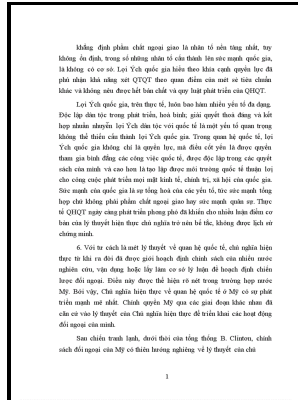 khẳng định phẩm chất ngoại giao là nhân tố nền tảng nhất, tuy
không ổn định, trong số những nhân tố cấu thành lên sức mạnh quốc gia,
là không có cơ sở. Lợi ích quốc gia hiểu theo khía cạnh quyền lực đã
phủ nhận khả năng xét QTQT theo quan điểm của một số tiêu chuẩn
khác và không nêu được hết bản chất và quy luật phát triển của QHQT.
Lợi ích quốc gia, trên thực tế, luôn bao hàm nhiều yếu tố đa dạng.
Độc lập dân tộc trong phát triển, hoà bình, giải quyết thoả đáng và kết
hợp nhuần nhuyễn lợi ích dân tộc với quốc tế là một yếu tố quan trọng
không thể thiếu cấu thành lợi ích quốc gia. Trong quan hệ quốc tế, lợi
ích quốc gia không chỉ là quyền lực, mà điều cốt yếu là được quyền
tham gia bình đẳng các công việc quốc tế, được độc lập trong các quyết
sách của mình và cao hơn là tạo lập được môi trường quốc tế thuận lợi
cho công cuộc phát triển mọi mặt kinh tế, chính trị, xã hội của quốc gia.
Sức mạnh của quốc gia là sự tổng hoà của các yếu tố, tức sức mạnh tổng
hợp chứ không phải phẩm chất ngoại giao hay sức mạnh quân sự. Thực
tế QHQT ngày càng phát triển phong phú đã khiến cho nhiều luận điểm cơ
bản của lý thuyết hiện thực chủ nghĩa trở nên bế tắc, không được lịch sử
chứng minh.
6. Với tư cách là một lý thuyết về quan hệ quốc tế, chủ nghĩa hiện
thực từ khi ra đời đã được giới hoạch định chính sách của nhiều nước
nghiên cứu, vận dụng hoặc lấy làm cơ sở lý luận để hoạch định chiến
lược đối ngoại. Điều này được thể hiện rõ nét trong trường hợp nước
Mỹ. Bởi vậy, Chủ nghĩa hiện thực về quan hệ quốc tế ở Mỹ có sự phát
triển mạnh mẽ nhất. Chính quyền Mỹ qua các giai đoạn khác nhau đã
căn cứ vào lý thuyết của Chủ nghĩa hiện thực để triển khai các hoạt động
đối ngoại của mình.
Sau chiến tranh lạnh, dưới thời của tổng thống B. Clinton, chính
sách đối ngoại của Mỹ có thiên hướng nghiêng về lý thuyết của chủ
1